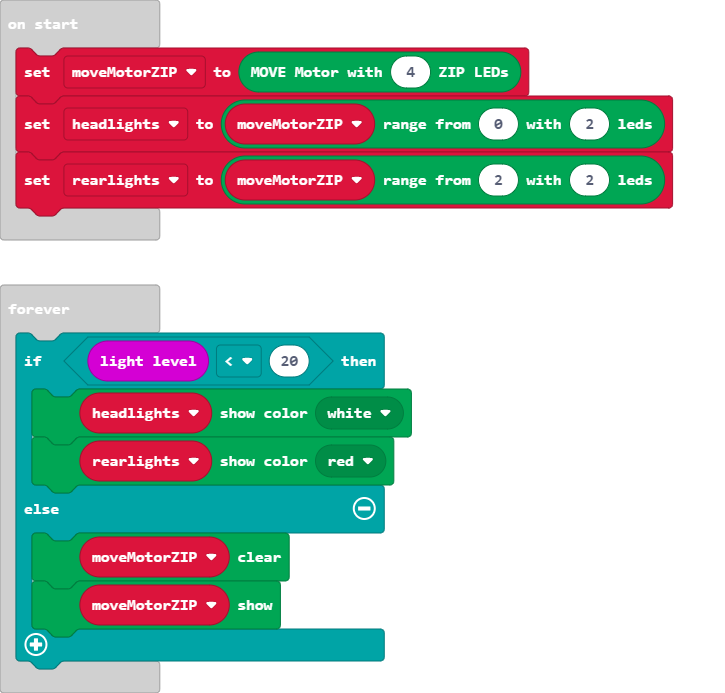 on start
set moveMotorZIP to MOVE Motor with 4 ZIP LEDs
set headlights to moveMotorZIP range from 0 with 2 leds
set rearlights to moveMotorZIP range from 2 with 2 leds
forever
if light level < 20 then
headlights show color white
rearlights show color red
else
moveMotorZIP clear
moveMotorZIP show